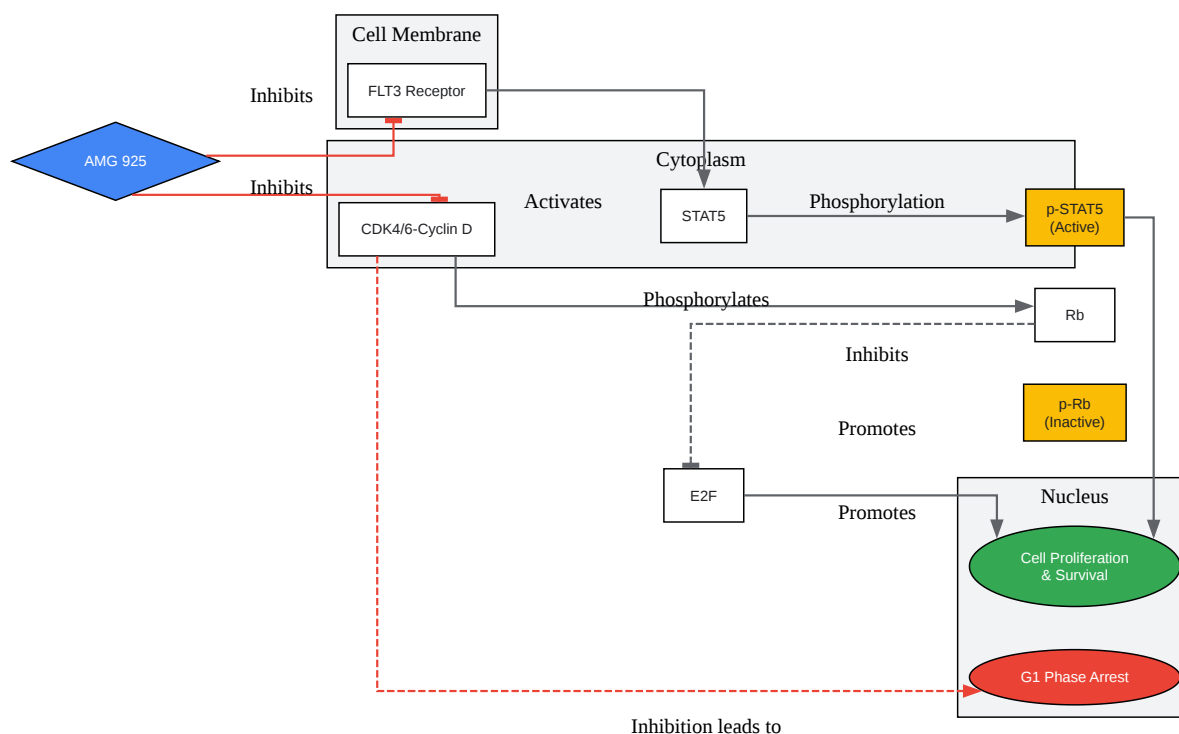 Cell Membrane
FLT3 Receptor
Inhibits
AMG 925
Inhibits
Cytoplasm
Activates
CDK4/6-Cyclin D
STAT5
Phosphorylation
p-STAT5
(Active)
Phosphorylates
Rb
Inhibits
p-Rb
(Inactive)
Promotes
E2F
Promotes
Nucleus
Cell Proliferation
& Survival
G1 Phase Arrest
Inhibition leads to